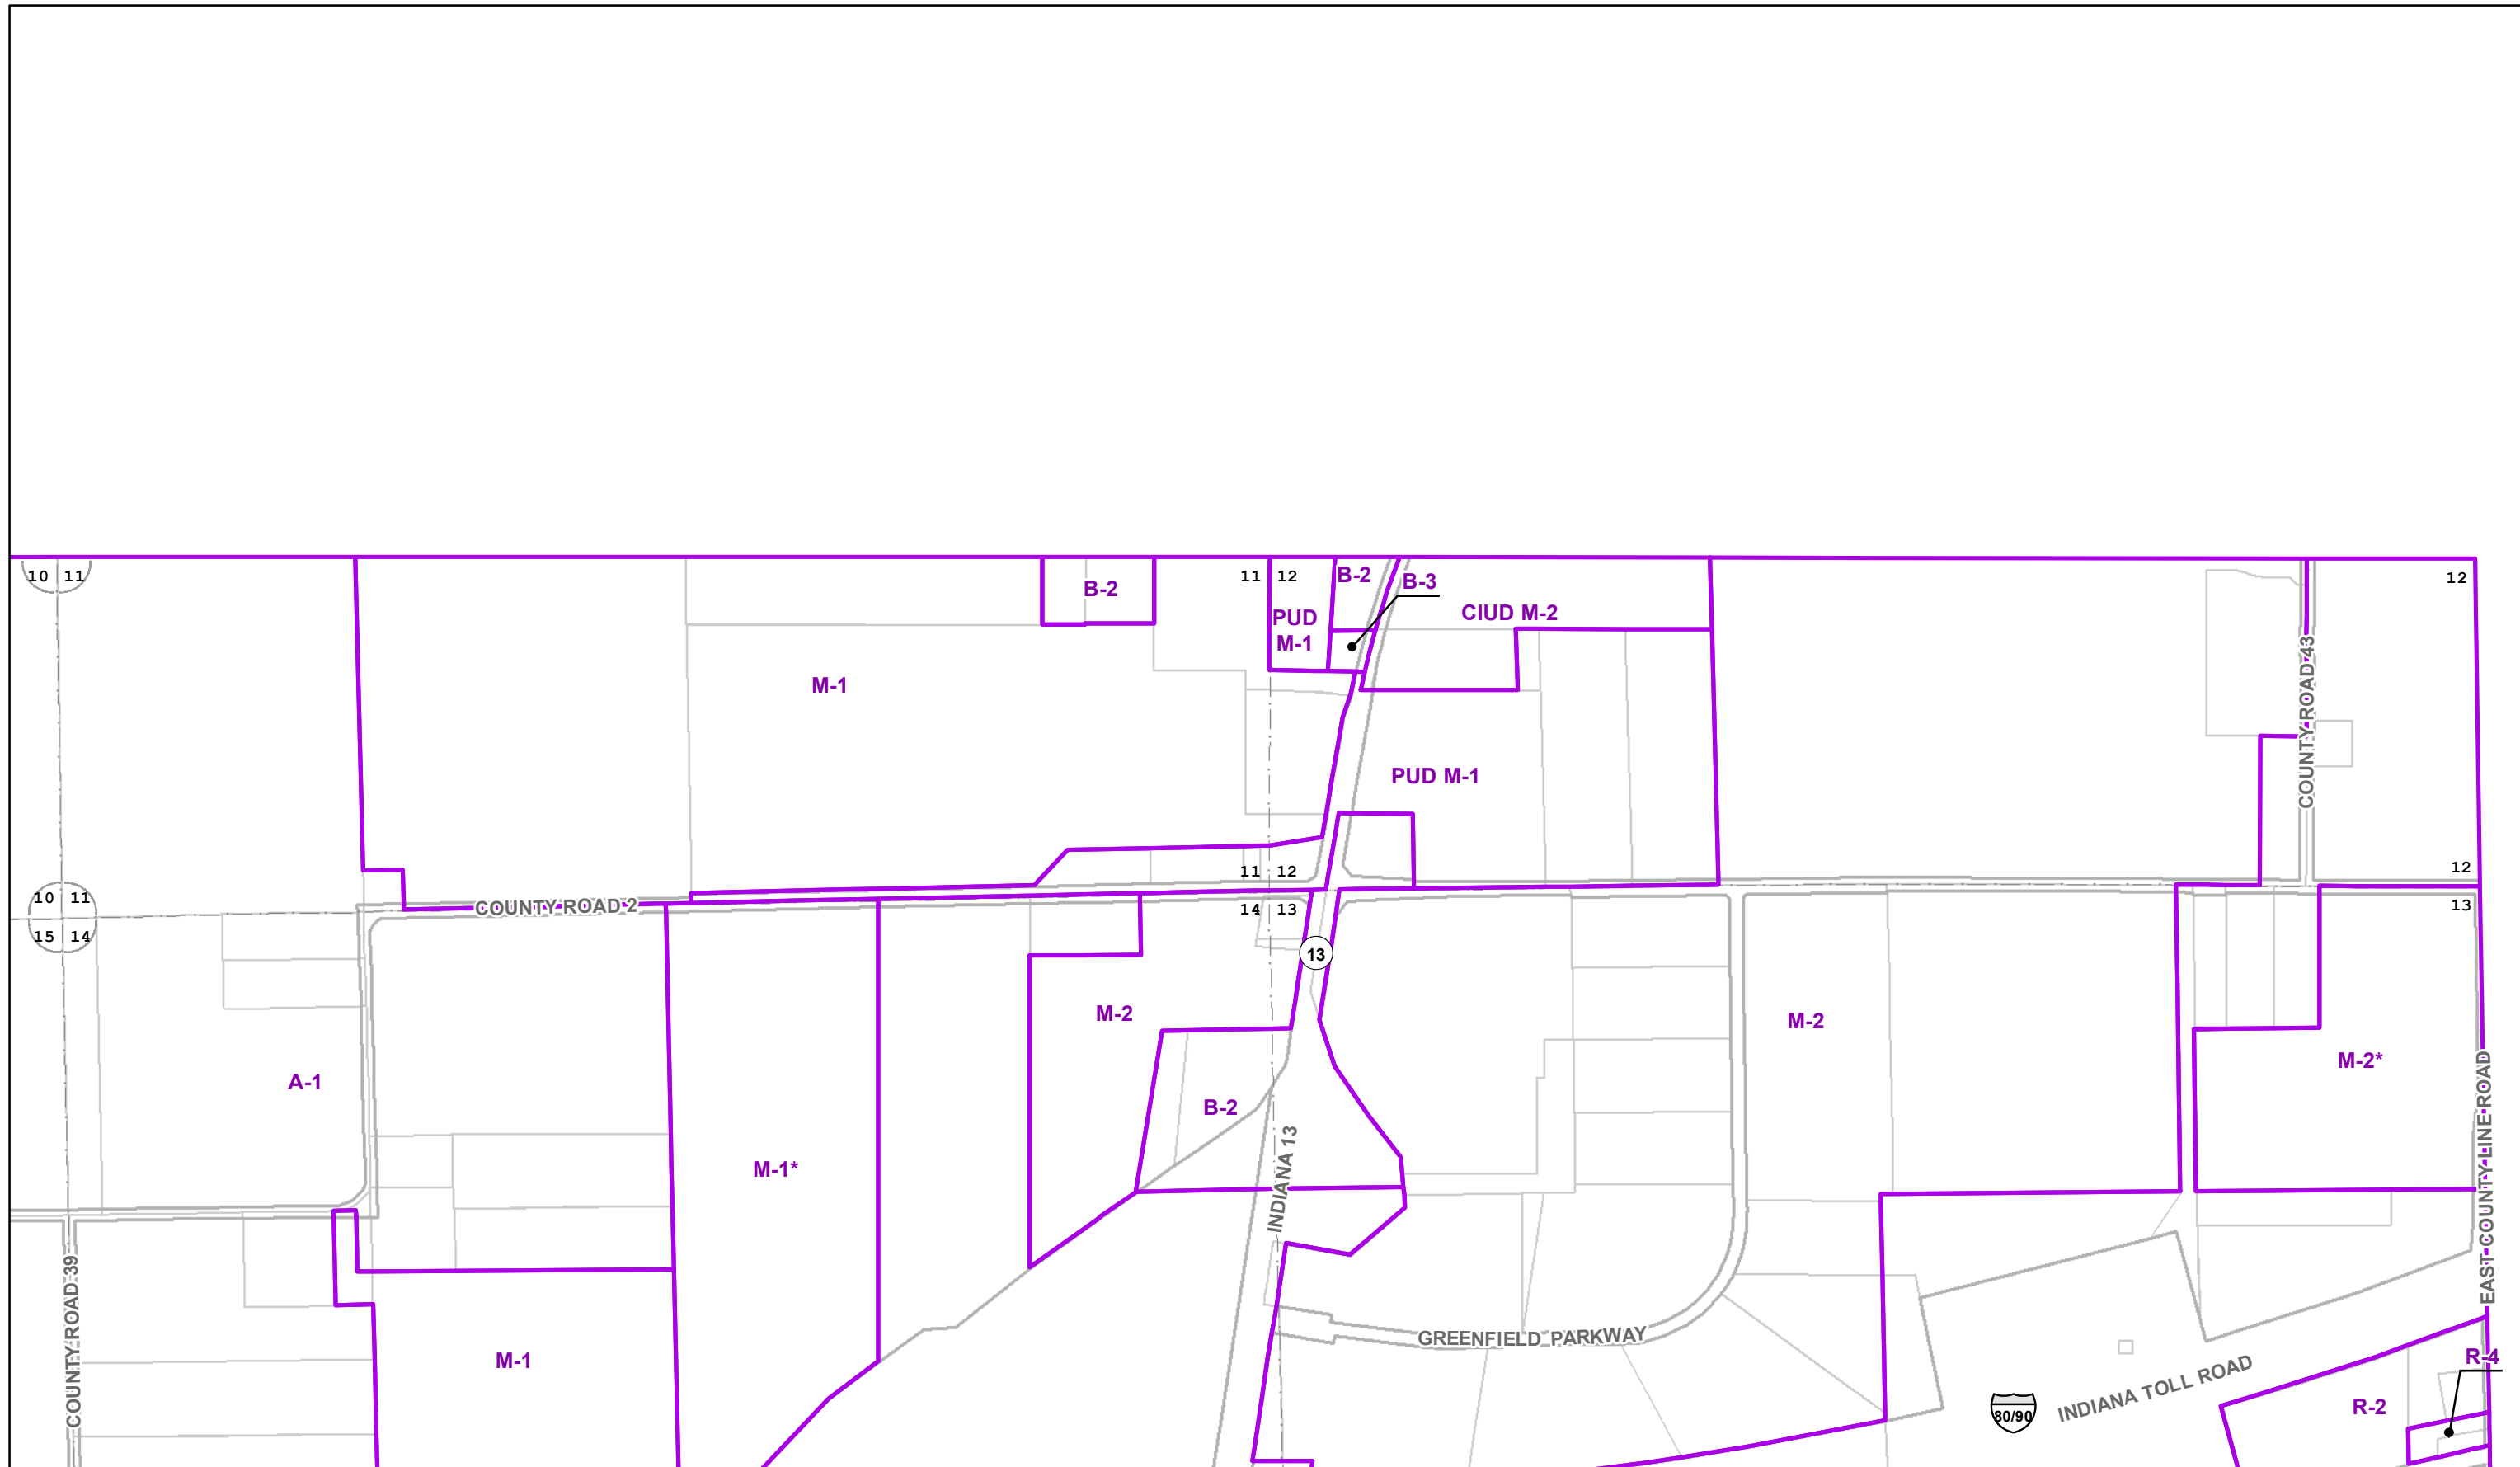 10 11
B-2
11 12
B-2
B-3
12
PUD
M-1
CIUD M-2
M-1
COUNTY ROAD 43
PUD M-1
11 12
12
10 11
COUNTY ROAD 2
14 13
13
15 14
13
M-2
M-2
M-2*
A-1
B-2
M-1*
INDIANA 13
EAST COUNTY LINE ROAD
COUNTY ROAD 39
GREENFIELD PARKWAY
M-1
R-4
INDIANA TOLL ROAD
80/90
R-2